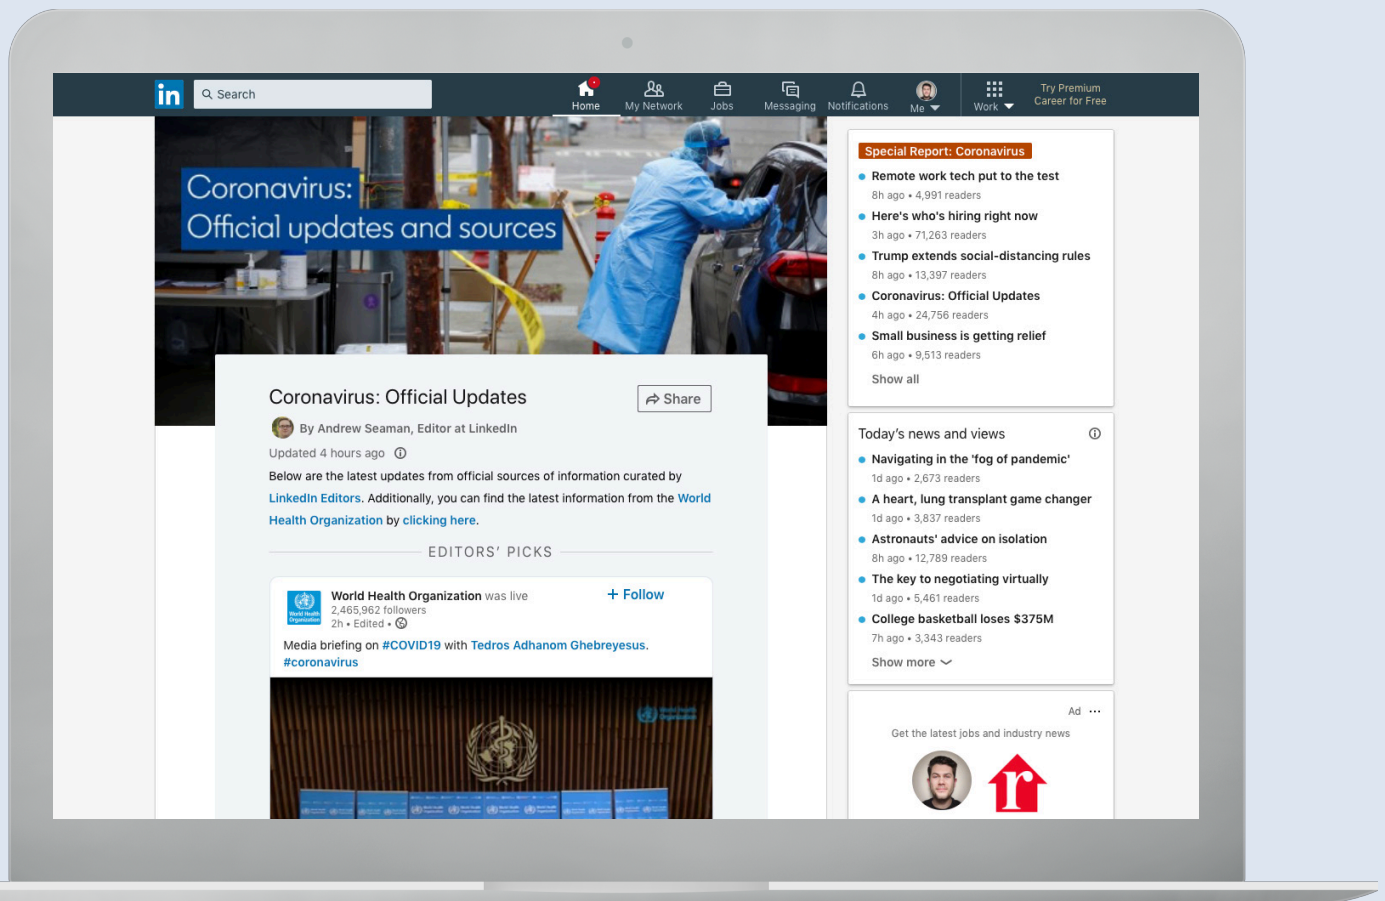 in
Search
Home
My Network
Jobs
Messaging
Notifications
Me
Work
Try Premium
Career for Free
Coronavirus:
Official updates and sources
Coronavirus: Official Updates
Share
By Andrew Seaman, Editor at LinkedIn
Updated 4 hours ago
Below are the latest updates from official sources of information curated by
LinkedIn Editors. Additionally, you can find the latest information from the World
Health Organization by clicking here.
EDITORS' PICKS
World Health Organization was live
2,465,962 followers
2h • Edited •
+ Follow
Media briefing on #COVID19 with Tedros Adhanom Ghebreyesus.
#coronavirus
World Health
Organization
Special Report: Coronavirus
Remote work tech put to the test
8h ago • 4,991 readers
Here's who's hiring right now
3h ago • 71,263 readers
Trump extends social-distancing rules
8h ago • 13,397 readers
Coronavirus: Official Updates
4h ago • 24,756 readers
Small business is getting relief
6h ago • 9,513 readers
Show all
Today's news and views
Navigating in the 'fog of pandemic'
1d ago • 2,673 readers
A heart, lung transplant game changer
1d ago • 3,837 readers
Astronauts' advice on isolation
8h ago • 12,789 readers
The key to negotiating virtually
1d ago • 5,461 readers
College basketball loses $375M
7h ago • 3,343 readers
Show more
Ad ···
Get the latest jobs and industry news
r